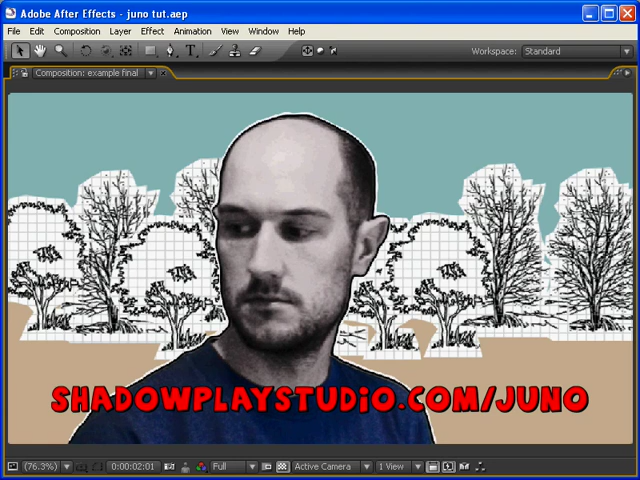 Adobe After Effects - juno tut.aep
File Edit Composition Layer Effect Animation View Window Help
Workspace: Standard
Composition: example final
SHADOWPLAYSTUDiO.COM/JUNO
(76.3%) 0:00:02:01 Full Active Camera 1 View